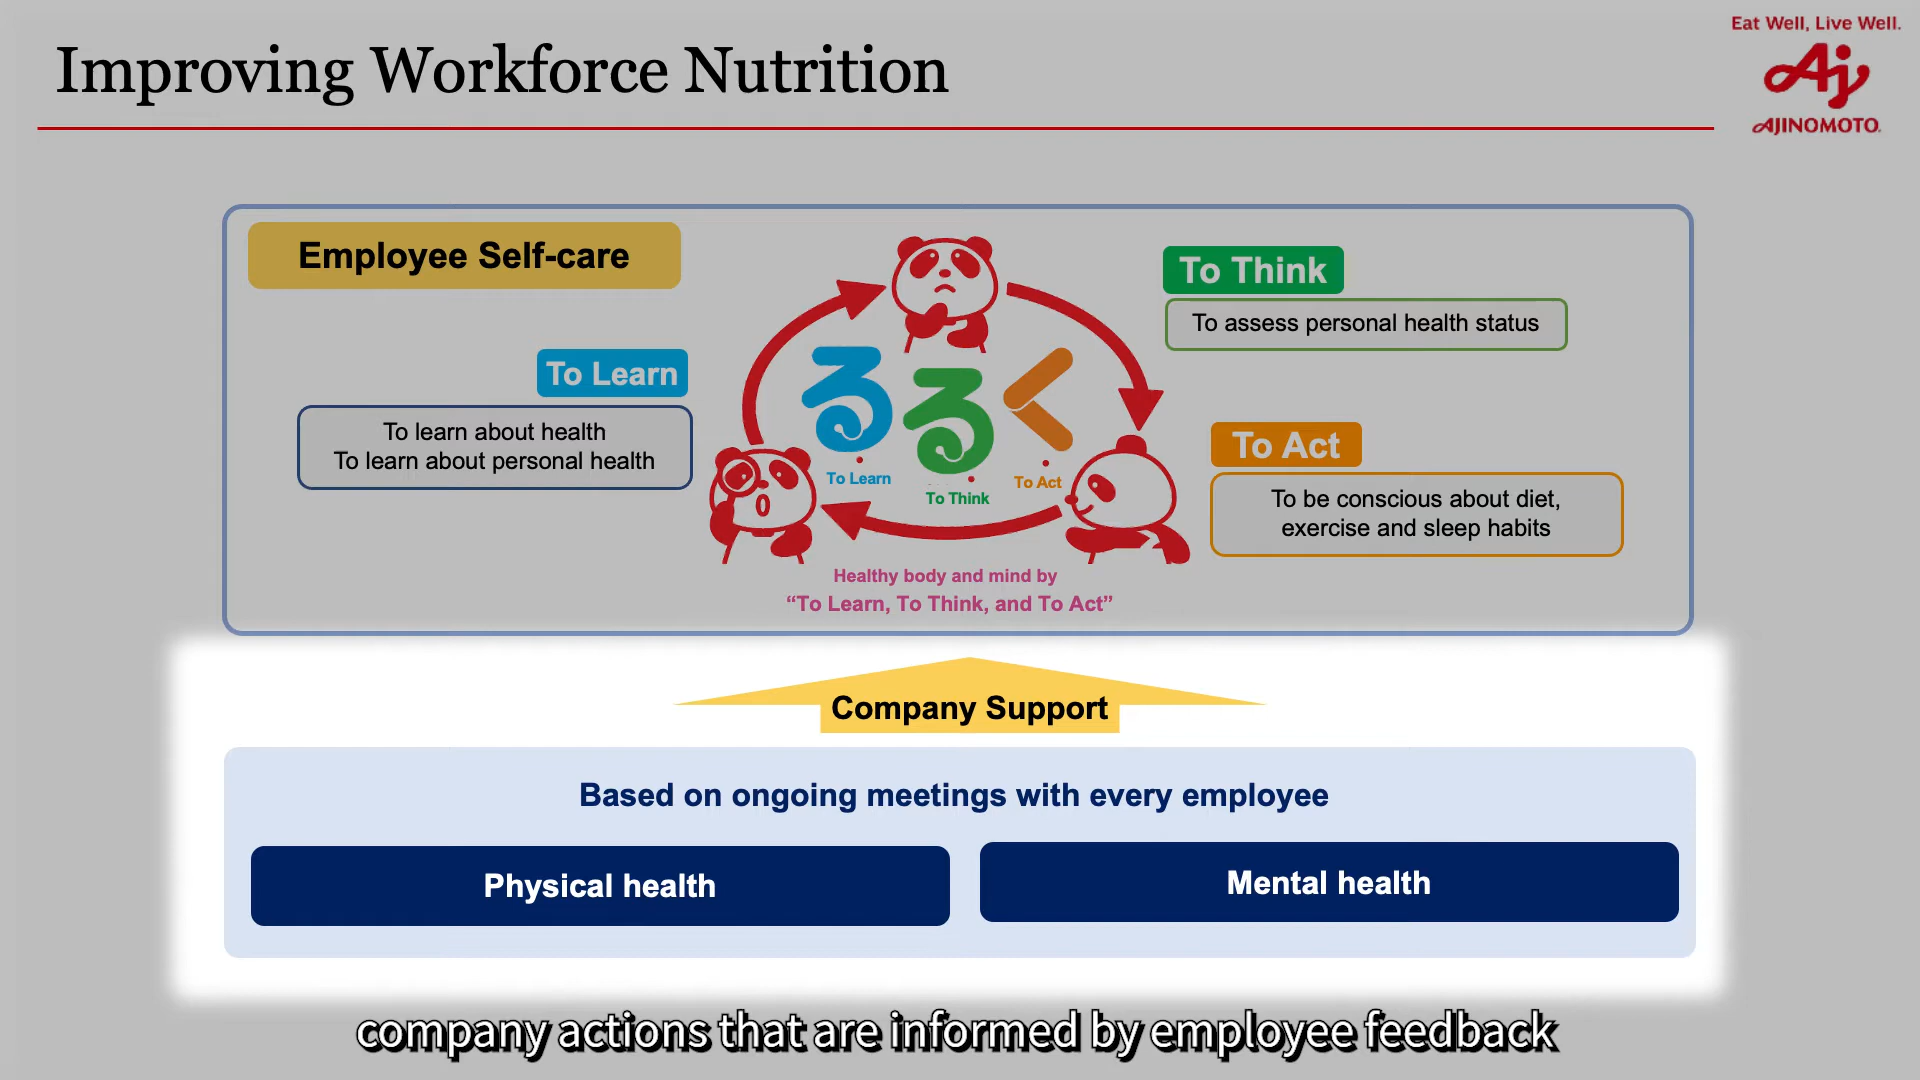 Improving Workforce Nutrition
Eat Well, Live Well.
Aj
AJINOMOTO
Employee Self-care
To Think
To assess personal health status
To Learn
To learn about health
To learn about personal health
るるく
To Learn
To Think
To Act
To Act
To be conscious about diet,
exercise and sleep habits
Healthy body and mind by
“To Learn, To Think, and To Act”
Company Support
Based on ongoing meetings with every employee
Physical health
Mental health
company actions that are informed by employee feedback